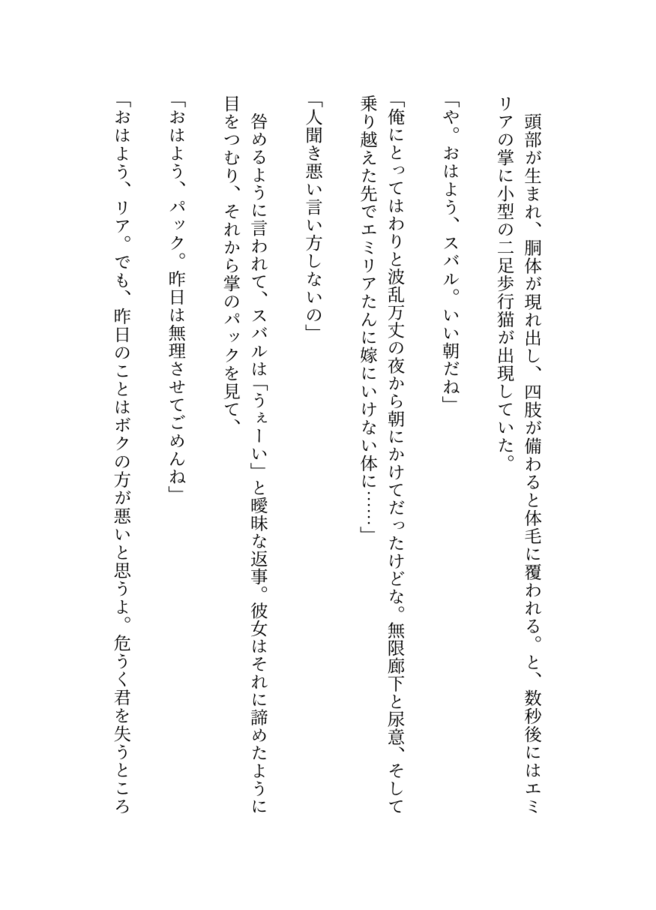 頭部が生まれ、胴体が現れ出し、四肢が備わると体毛に覆われる。と、数秒後にはエミ
リアの掌に小型の二足歩行猫が出現していた。
「や。おはよう、スバル。いい朝だね」
「俺にとってはわりと波乱万丈の夜から朝にかけてだったけどな。無限廊下と尿意、そして
乗り越えた先でエミリアたんに嫁にいけない体に……」
「人聞き悪い言い方しないの」
咎めるように言われて、スバルは「うぇーい」と曖昧な返事。彼女はそれに諦めたように
目をつむり、それから掌のパックを見て、
「おはよう、パック。昨日は無理させてごめんね」
「おはよう、リア。でも、昨日のことはボクの方が悪いと思うよ。危うく君を失うところ